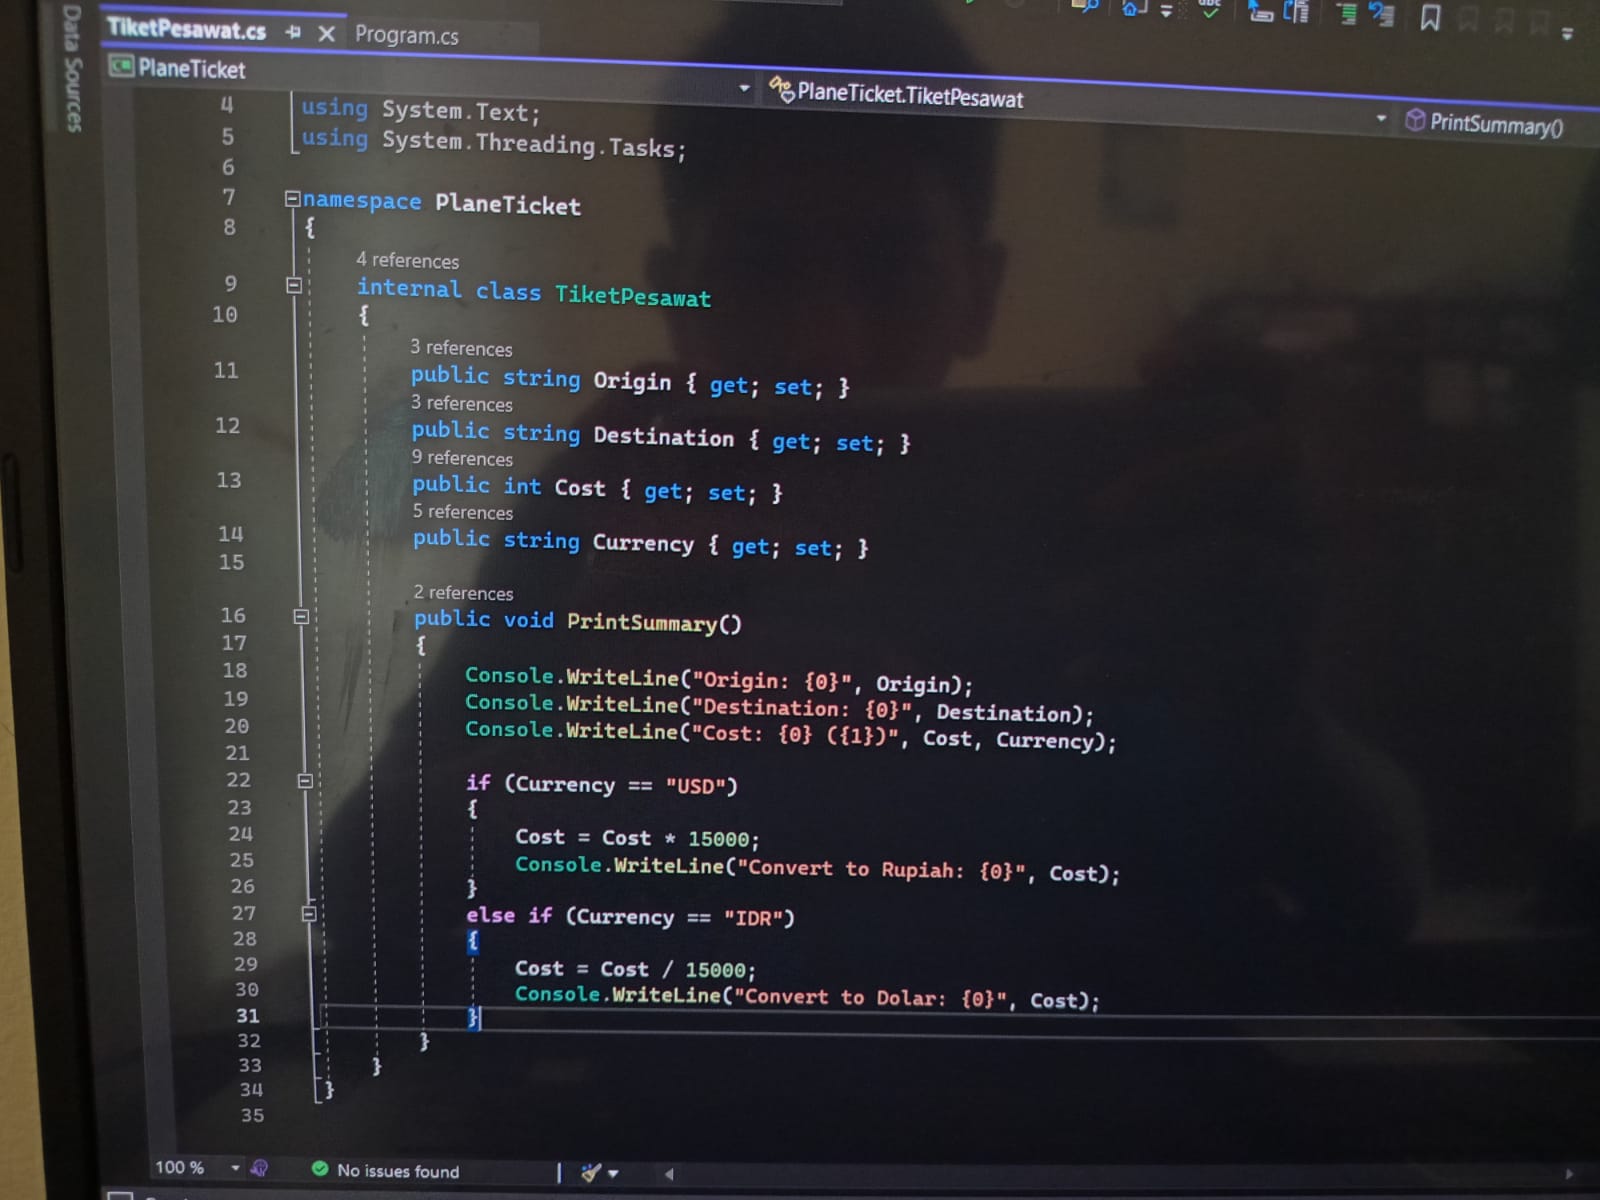 Data Sources
TiketPesawat.cs
Program.cs
PlaneTicket
PlaneTicket.TiketPesawat
PrintSummary()
4 using System.Text;
5 using System.Threading.Tasks;
6
7 namespace PlaneTicket
8 {
4 references
9 internal class TiketPesawat
10 {
3 references
11 public string Origin { get; set; }
3 references
12 public string Destination { get; set; }
9 references
13 public int Cost { get; set; }
5 references
14 public string Currency { get; set; }
15
2 references
16 public void PrintSummary()
17 {
18 Console.WriteLine("Origin: {0}", Origin);
19 Console.WriteLine("Destination: {0}", Destination);
20 Console.WriteLine("Cost: {0} ({1})", Cost, Currency);
21
22 if (Currency == "USD")
23 {
24 Cost = Cost * 15000;
25 Console.WriteLine("Convert to Rupiah: {0}", Cost);
26 }
27 else if (Currency == "IDR")
28 {
29 Cost = Cost / 15000;
30 Console.WriteLine("Convert to Dolar: {0}", Cost);
31 }
32 }
33 }
34 }
35
100 %
No issues found